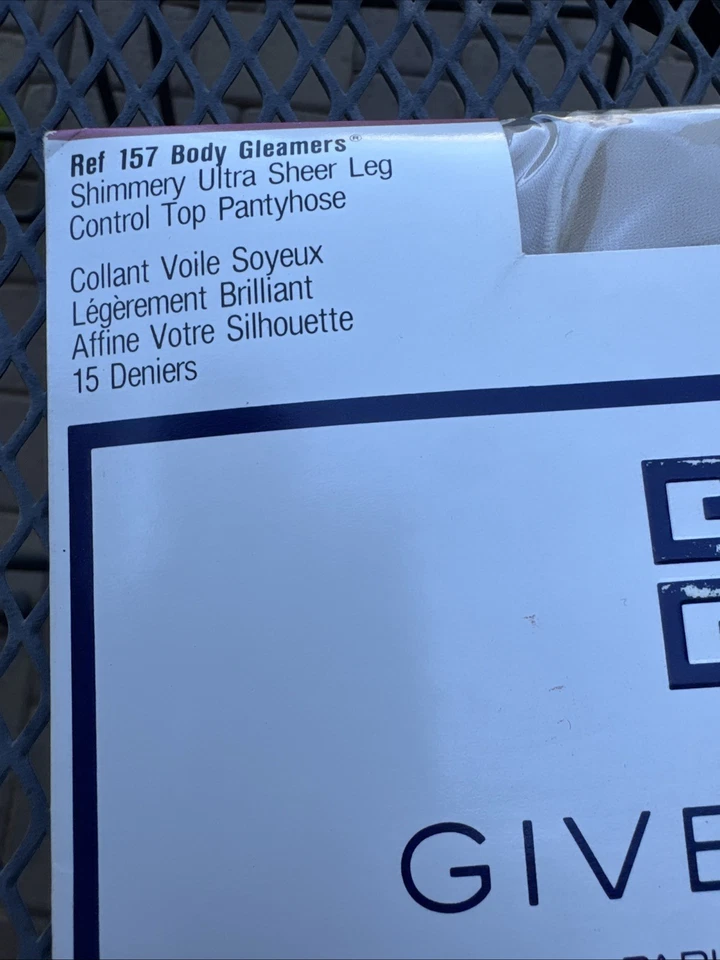 Ref 157 Body Gleamers®
Shimmery Ultra Sheer Leg
Control Top Pantyhose
Collant Voile Soyeux
Légèrement Brilliant
Affine Votre Silhouette
15 Deniers
GIVE